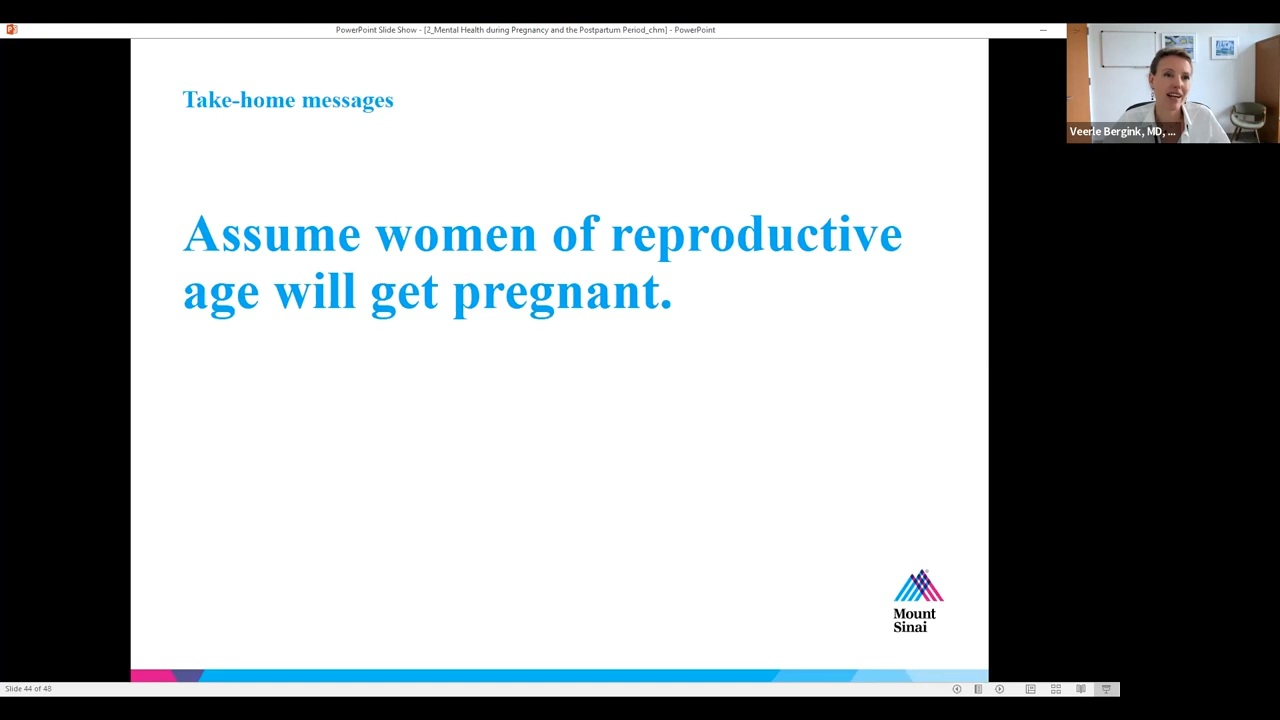 PowerPoint Slide Show - [2_Mental Health during Pregnancy and the Postpartum Period_chm] - PowerPoint
Veerle Bergink, MD, ...
Take-home messages
Assume women of reproductive
age will get pregnant.
Mount
Sinai
Slide 44 of 48